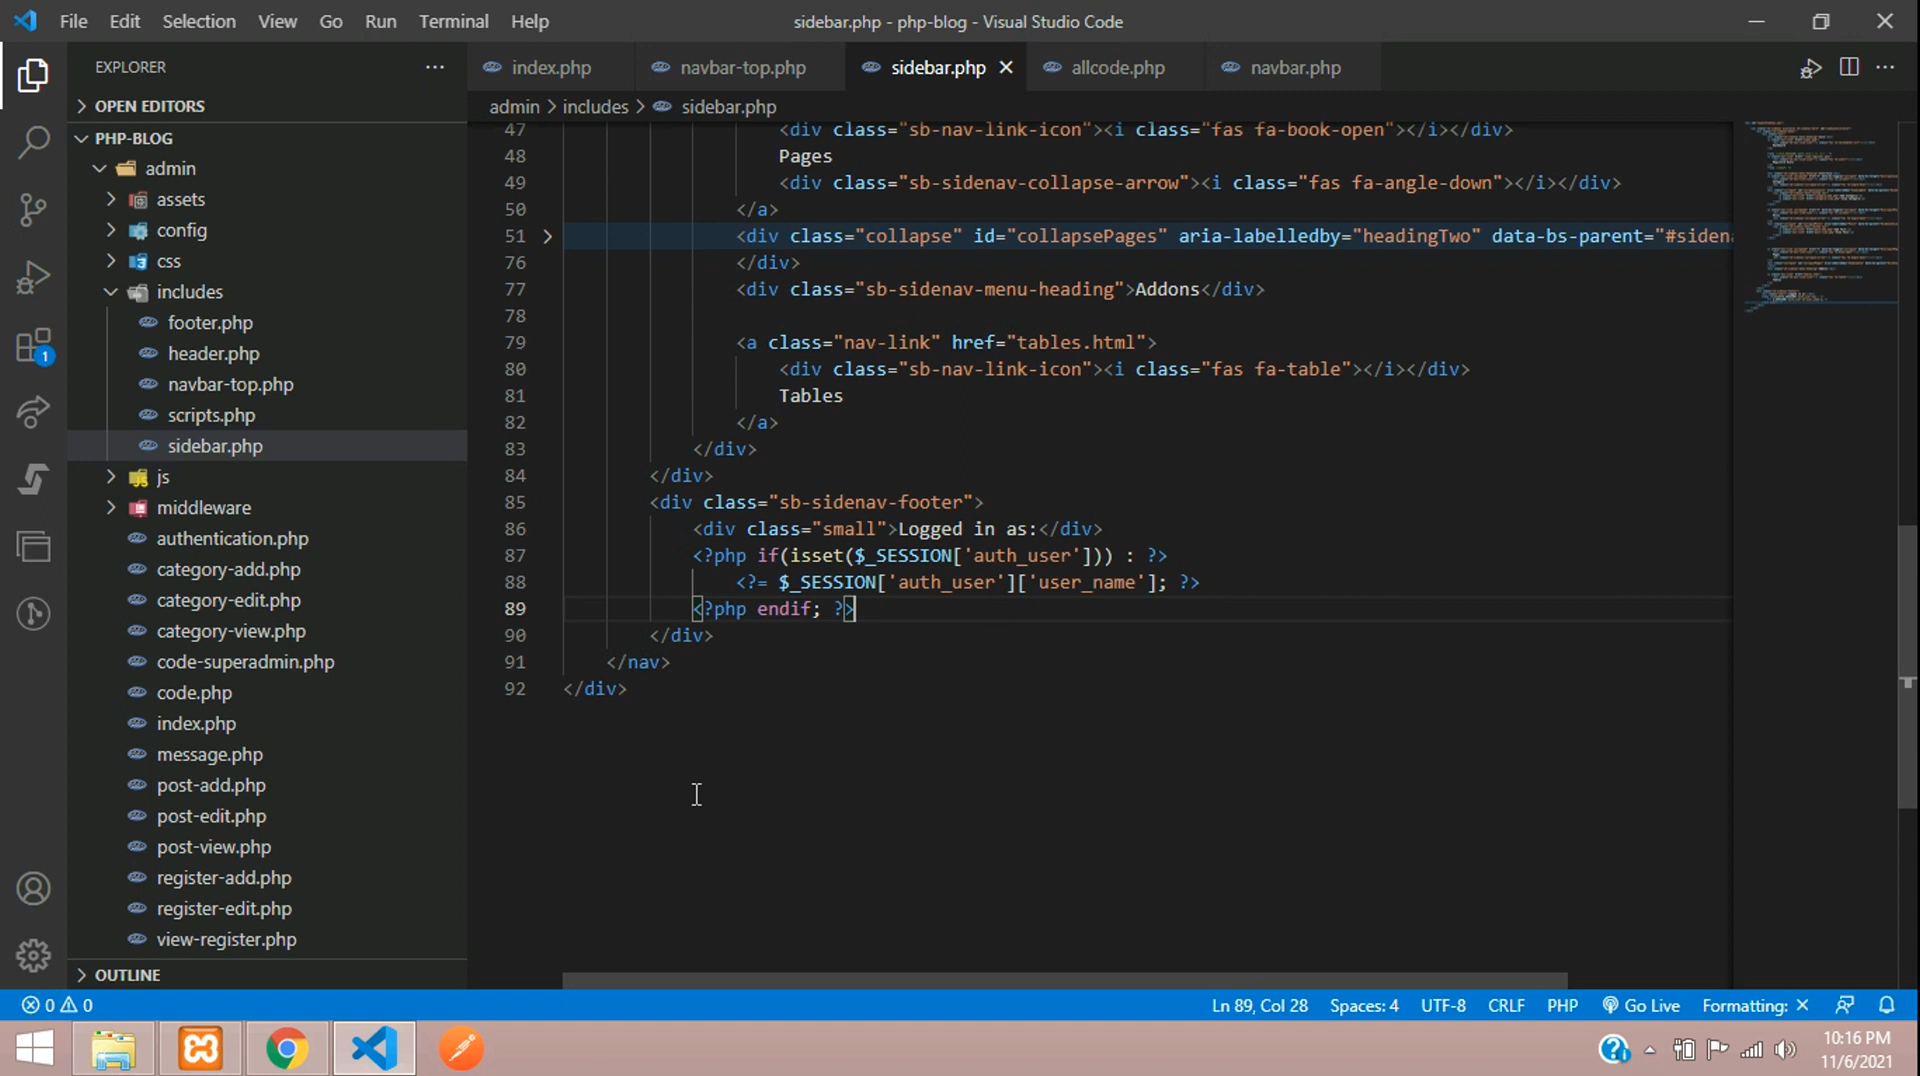 File Edit Selection View Go Run Terminal Help
sidebar.php - php-blog - Visual Studio Code
EXPLORER
OPEN EDITORS
PHP-BLOG
admin
assets
config
css
includes
footer.php
header.php
navbar-top.php
scripts.php
sidebar.php
js
middleware
authentication.php
category-add.php
category-edit.php
category-view.php
code-superadmin.php
code.php
index.php
message.php
post-add.php
post-edit.php
post-view.php
register-add.php
register-edit.php
view-register.php
OUTLINE
index.php navbar-top.php sidebar.php allcode.php navbar.php
admin > includes > sidebar.php
47 <div class="sb-nav-link-icon"><i class="fas fa-book-open"></i></div>
48 Pages
49 <div class="sb-sidenav-collapse-arrow"><i class="fas fa-angle-down"></i></div>
50 </a>
51 <div class="collapse" id="collapsePages" aria-labelledby="headingTwo" data-bs-parent="#siden
76 </div>
77 <div class="sb-sidenav-menu-heading">Addons</div>
78
79 <a class="nav-link" href="tables.html">
80 <div class="sb-nav-link-icon"><i class="fas fa-table"></i></div>
81 Tables
82 </a>
83 </div>
84 </div>
85 <div class="sb-sidenav-footer">
86 <div class="small">Logged in as:</div>
87 <?php if(isset($_SESSION['auth_user'])) : ?>
88 <?= $_SESSION['auth_user']['user_name']; ?>
89 <?php endif; ?>
90 </div>
91 </nav>
92 </div>
1
0 0
Ln 89, Col 28 Spaces: 4 UTF-8 CRLF PHP Go Live Formatting: ×
10:16 PM
11/6/2021